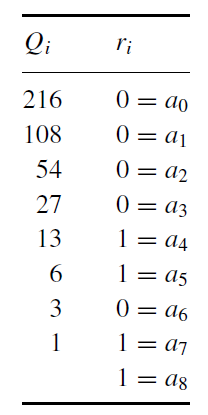 Qi ri
216 0 = a0
108 0 = a1
54 0 = a2
27 0 = a3
13 1 = a4
6 1 = a5
3 0 = a6
1 1 = a7
1 = a8